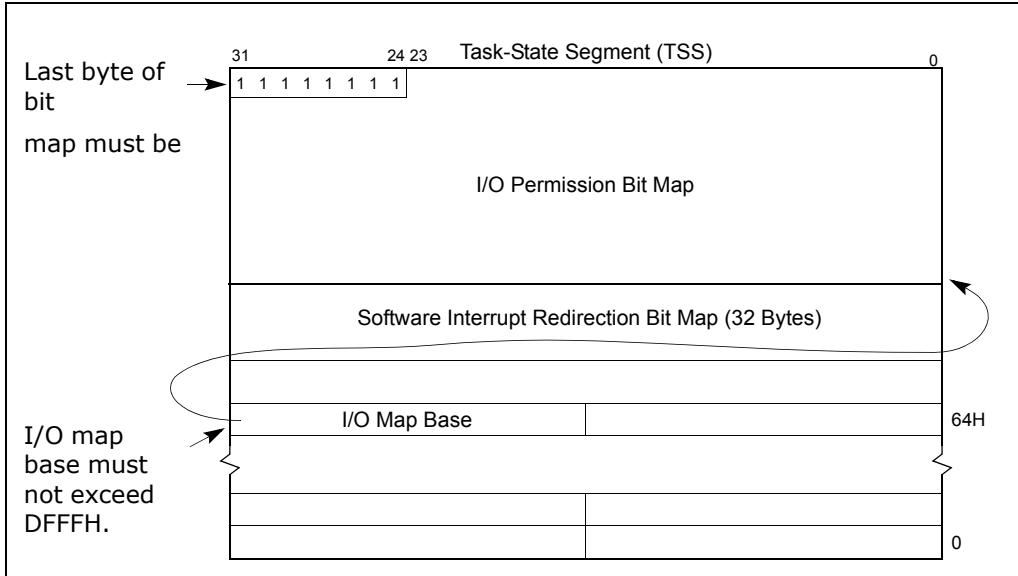 31
24 23
Task-State Segment (TSS)
0
Last byte of
bit
map must be
1 1 1 1 1 1 1 1
I/O Permission Bit Map
Software Interrupt Redirection Bit Map (32 Bytes)
I/O Map Base
64H
I/O map
base must
not exceed
DFFFH.
0